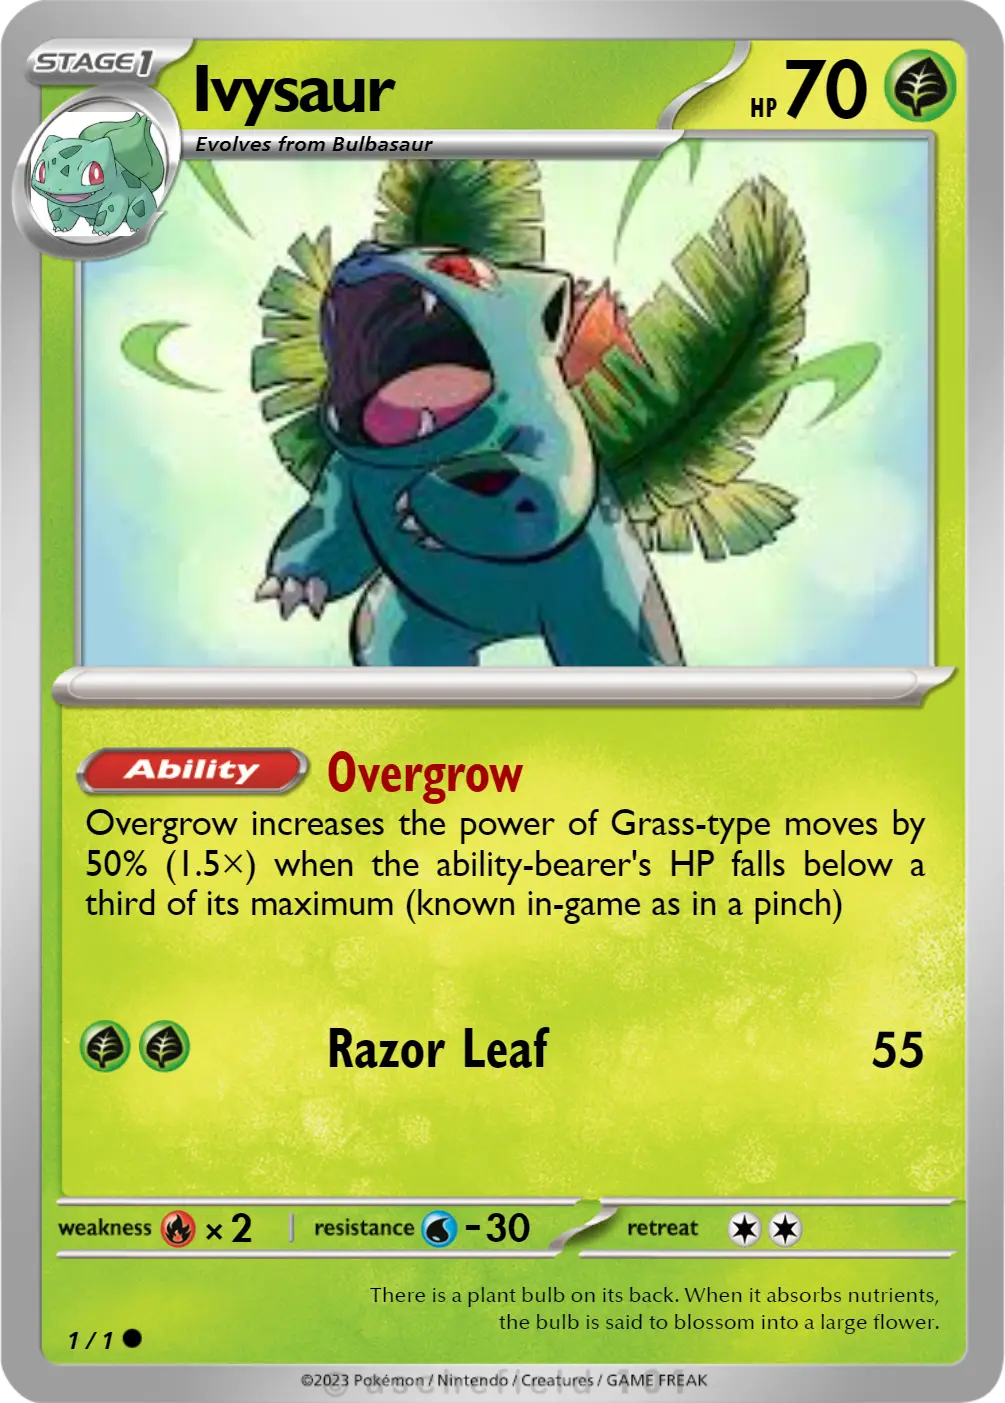 STAGE1
Ivysaur
HP 70
Evolves from Bulbasaur
Ability Overgrow
Overgrow increases the power of Grass-type moves by
50% (1.5×) when the ability-bearer's HP falls below a
third of its maximum (known in-game as in a pinch)
Razor Leaf 55
weakness × 2 | resistance -30 retreat
There is a plant bulb on its back. When it absorbs nutrients,
the bulb is said to blossom into a large flower.
1 / 1
©2023 Pokémon / Nintendo / Creatures / GAME FREAK